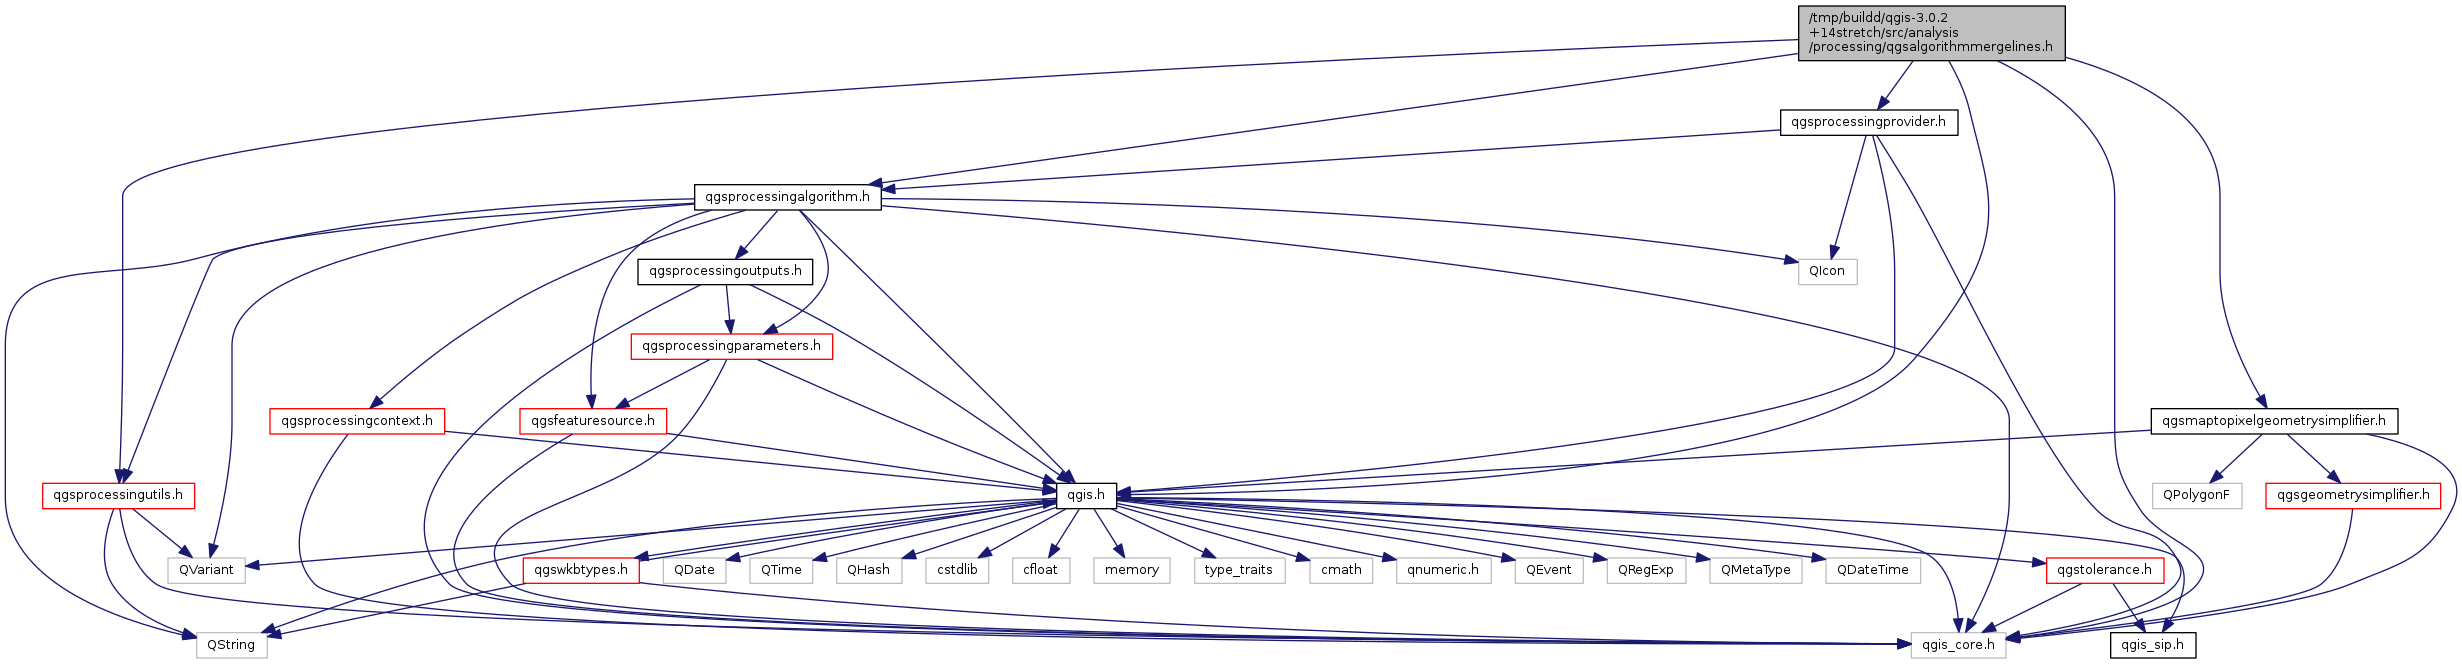 /tmp/buildd/qgis-3.0.2
+14stretch/src/analysis
/processing/qgsalgorithmmergelines.h
qgsprocessingprovider.h
qgsprocessingalgorithm.h
qgsprocessingoutputs.h
QIcon
qgsprocessingparameters.h
qgsprocessingcontext.h
qgsfeaturesource.h
qgsmaptopixelgeometrysimplifier.h
qgsprocessingutils.h
qgis.h
QPolygonF
qgsgeometrysimplifier.h
QVariant
qgswkbtypes.h
QDate
QTime
QHash
cstdlib
cfloat
memory
type_traits
cmath
qnumeric.h
QEvent
QRegExp
QMetaType
QDateTime
qgstolerance.h
QString
qgis_core.h
qgis_sip.h